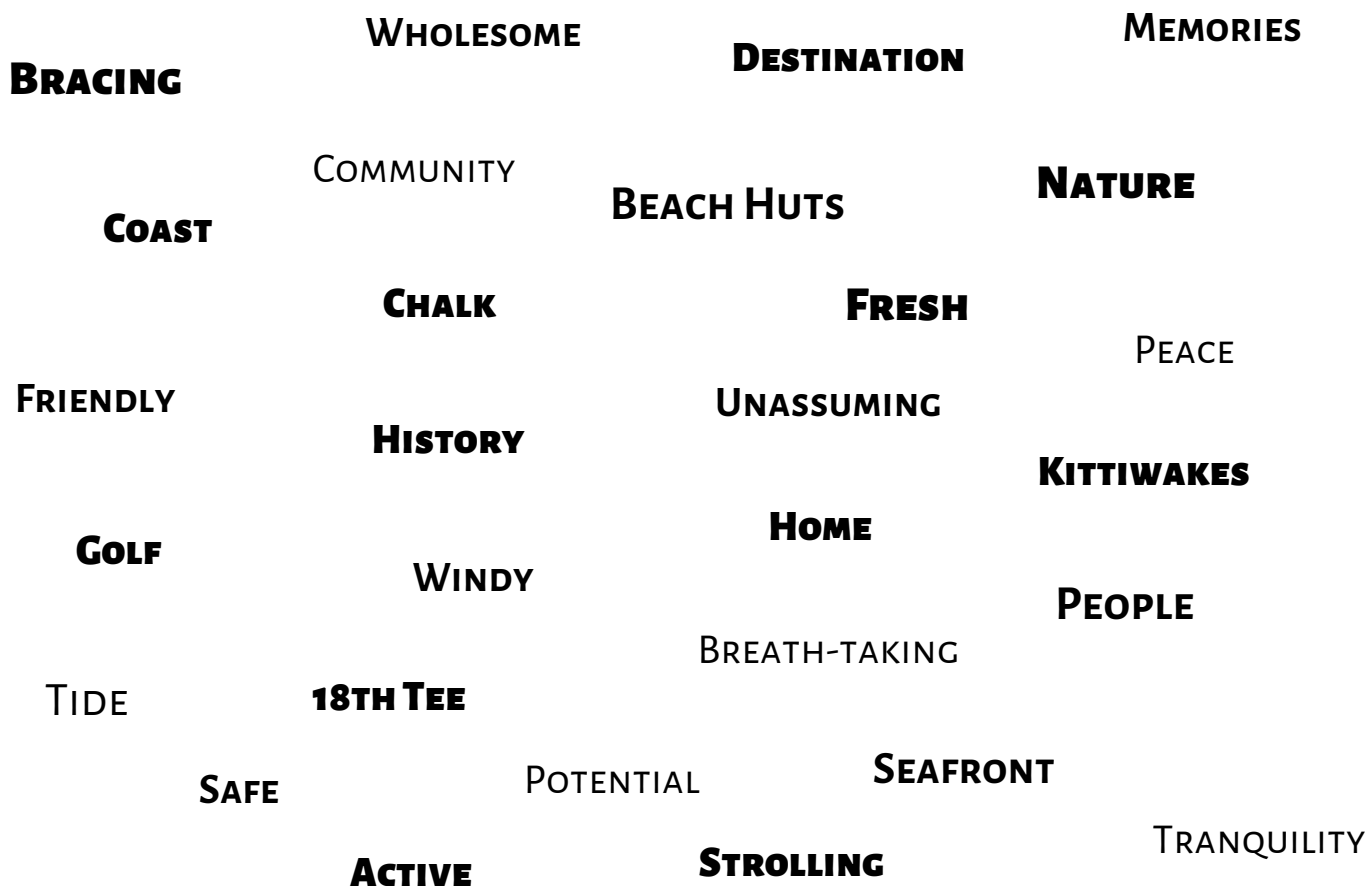 Memories
Wholesome
Destination
Bracing
Community
Nature
Beach Huts
Coast
Chalk
Fresh
Peace
Friendly
Unassuming
History
Kittiwakes
Home
Golf
Windy
People
Breath-taking
Tide
18th Tee
Seafront
Potential
Safe
Tranquility
Strolling
Active